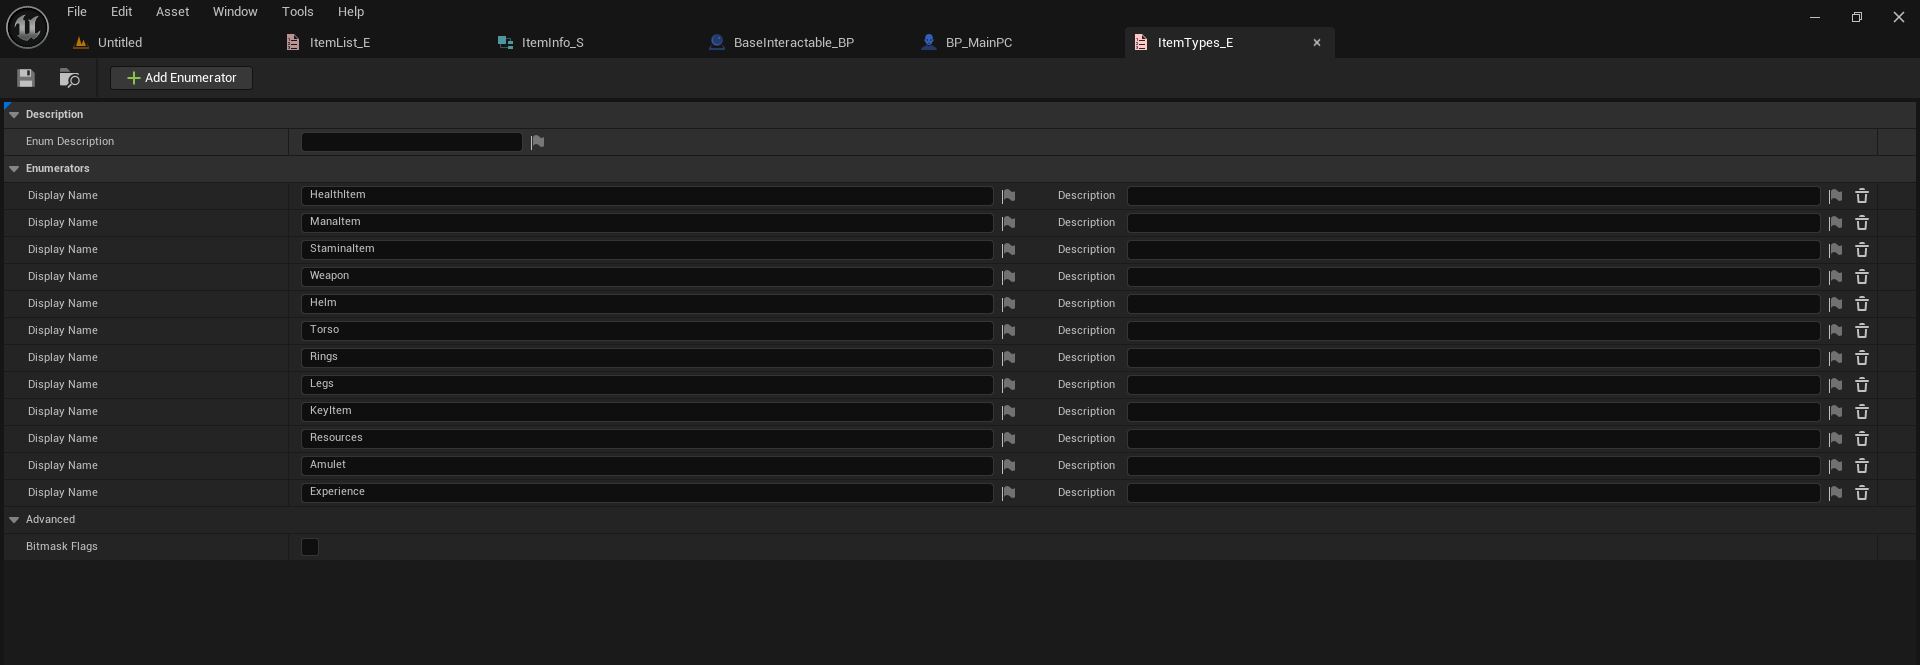 File Edit Asset Window Tools Help
Untitled ItemList_E ItemInfo_S BaseInteractable_BP BP_MainPC ItemTypes_E
Add Enumerator
Description
Enum Description
Enumerators
Display Name HealthItem Description
Display Name ManaItem Description
Display Name StaminaItem Description
Display Name Weapon Description
Display Name Helm Description
Display Name Torso Description
Display Name Rings Description
Display Name Legs Description
Display Name KeyItem Description
Display Name Resources Description
Display Name Amulet Description
Display Name Experience Description
Advanced
Bitmask Flags